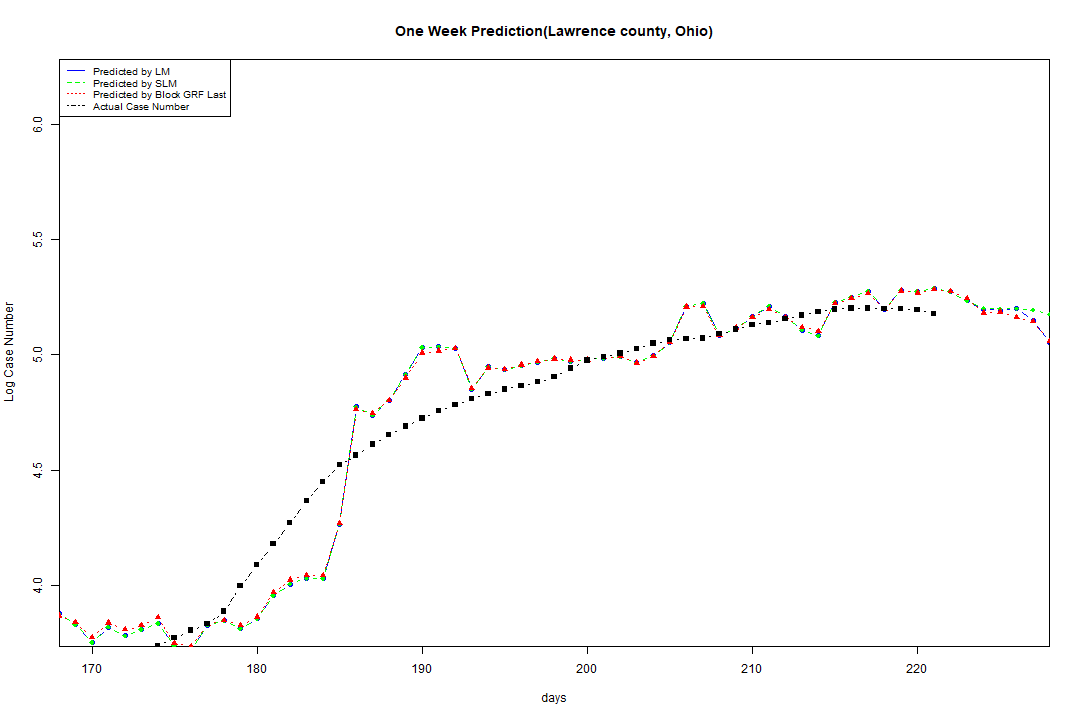 One Week Prediction(Lawrence county, Ohio)
Predicted by LM
Predicted by SLM
Predicted by Block GRF Last
Actual Case Number
6.0
5.5
5.0
4.5
4.0
Log Case Number
170 180 190 200 210 220
days